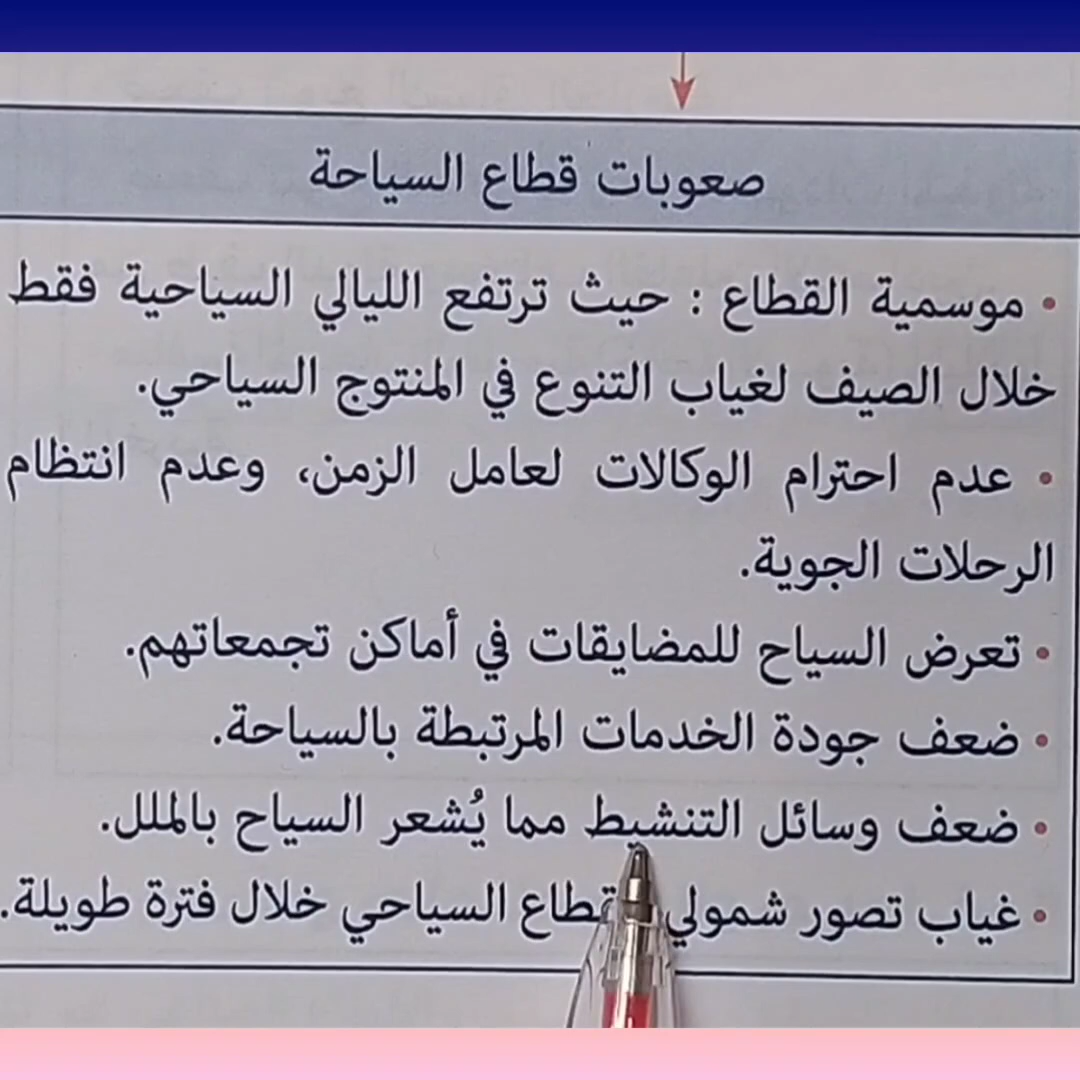 صعوبات قطاع السياحة
• موسمية القطاع : حيث ترتفع الليالي السياحية فقط
خلال الصيف لغياب التنوع في المنتوج السياحي.
• عدم احترام الوكالات لعامل الزمن، وعدم انتظام
الرحلات الجوية.
• تعرض السياح للمضايقات في أماكن تجمعاتهم.
• ضعف جودة الخدمات المرتبطة بالسياحة.
• ضعف وسائل التنشيط مما يُشعر السياح بالملل.
• غياب تصور شمولي السياحي خلال فترة طويلة.